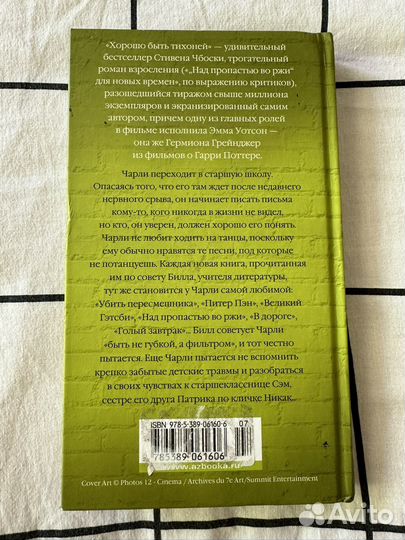 «Хорошо быть тихоней» — удивительный
бестселлер Стивена Чбоски, трогательный
роман взросления («„Над пропастью во ржи“
для новых времен», по выражению критиков),
разошедшийся тиражом свыше миллиона
экземпляров и экранизированный самим
автором, причем одну из главных ролей
в фильме исполнила Эмма Уотсон —
она же Гермиона Грейнджер
из фильмов о Гарри Поттере.
Чарли переходит в старшую школу.
Опасаясь того, что его там ждет после недавнего
нервного срыва, он начинает писать письма
кому-то, кого никогда в жизни не видел,
но кто, он уверен, должен хорошо его понять.
Чарли не любит ходить на танцы, поскольку
ему обычно нравятся те песни, под которые
не потанцуешь. Каждая новая книга, прочитанная
им по совету Билла, учителя литературы,
тут же становится у Чарли самой любимой:
«Убить пересмешника», «Питер Пэн», «Великий
Гэтсби», «Над пропастью во ржи», «В дороге»,
«Голый завтрак»... Билл советует Чарли
«быть не губкой, а фильтром», и тот честно
пытается. Еще Чарли пытается не вспоминать
крепко забытые детские травмы и разобраться
в своих чувствах к старшекласснице Сэм,
сестре его друга Патрика по кличке Никак...
ISBN 978-5-389-06160-6 07
9 785389 061606
www.azbooka.ru
Cover Art © Photos 12 - Cinema / Archives du 7e Art/Summit Entertainment
Avito